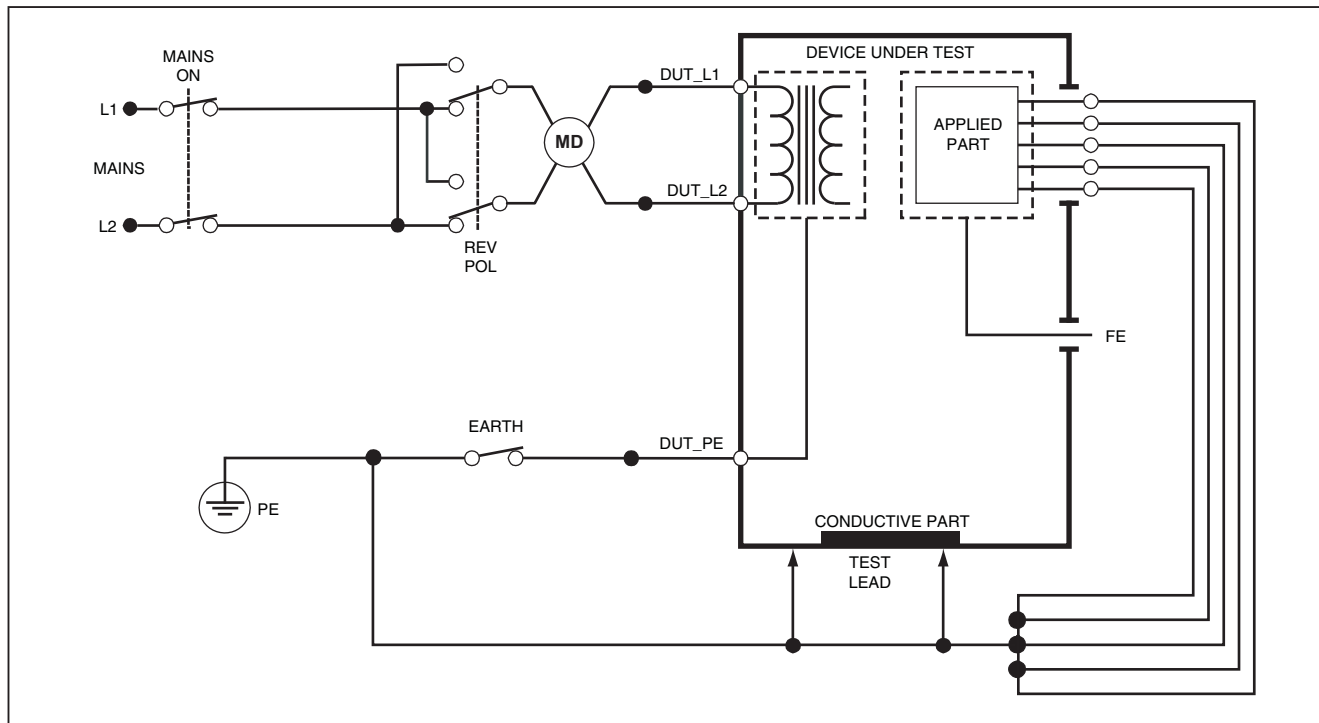 MAINS
ON
L1
MAINS
L2
REV
POL
MD
DUT_L1
DUT_L2
DEVICE UNDER TEST
APPLIED
PART
FE
EARTH
DUT_PE
PE
CONDUCTIVE PART
TEST
LEAD